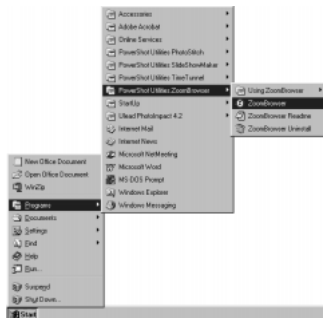 Accessories
Adobe Acrobat
Online Services
PowerShot Utilities PhotoStitch
PowerShot Utilities SlideShowMaker
PowerShot Utilities TimeTunnel
PowerShot Utilities ZoomBrowser
StartUp
Ulead PhotoImpact 4.2
Internet Mail
Internet News
Microsoft NetMeeting
Microsoft Word
MS-DOS Prompt
Windows Explorer
Windows Messaging
Using ZoomBrowser
ZoomBrowser
ZoomBrowser Readme
ZoomBrowser Uninstall
New Office Document
Open Office Document
WinZip
Programs
Documents
Settings
Find
Help
Run...
Suspend
Shut Down...
Start